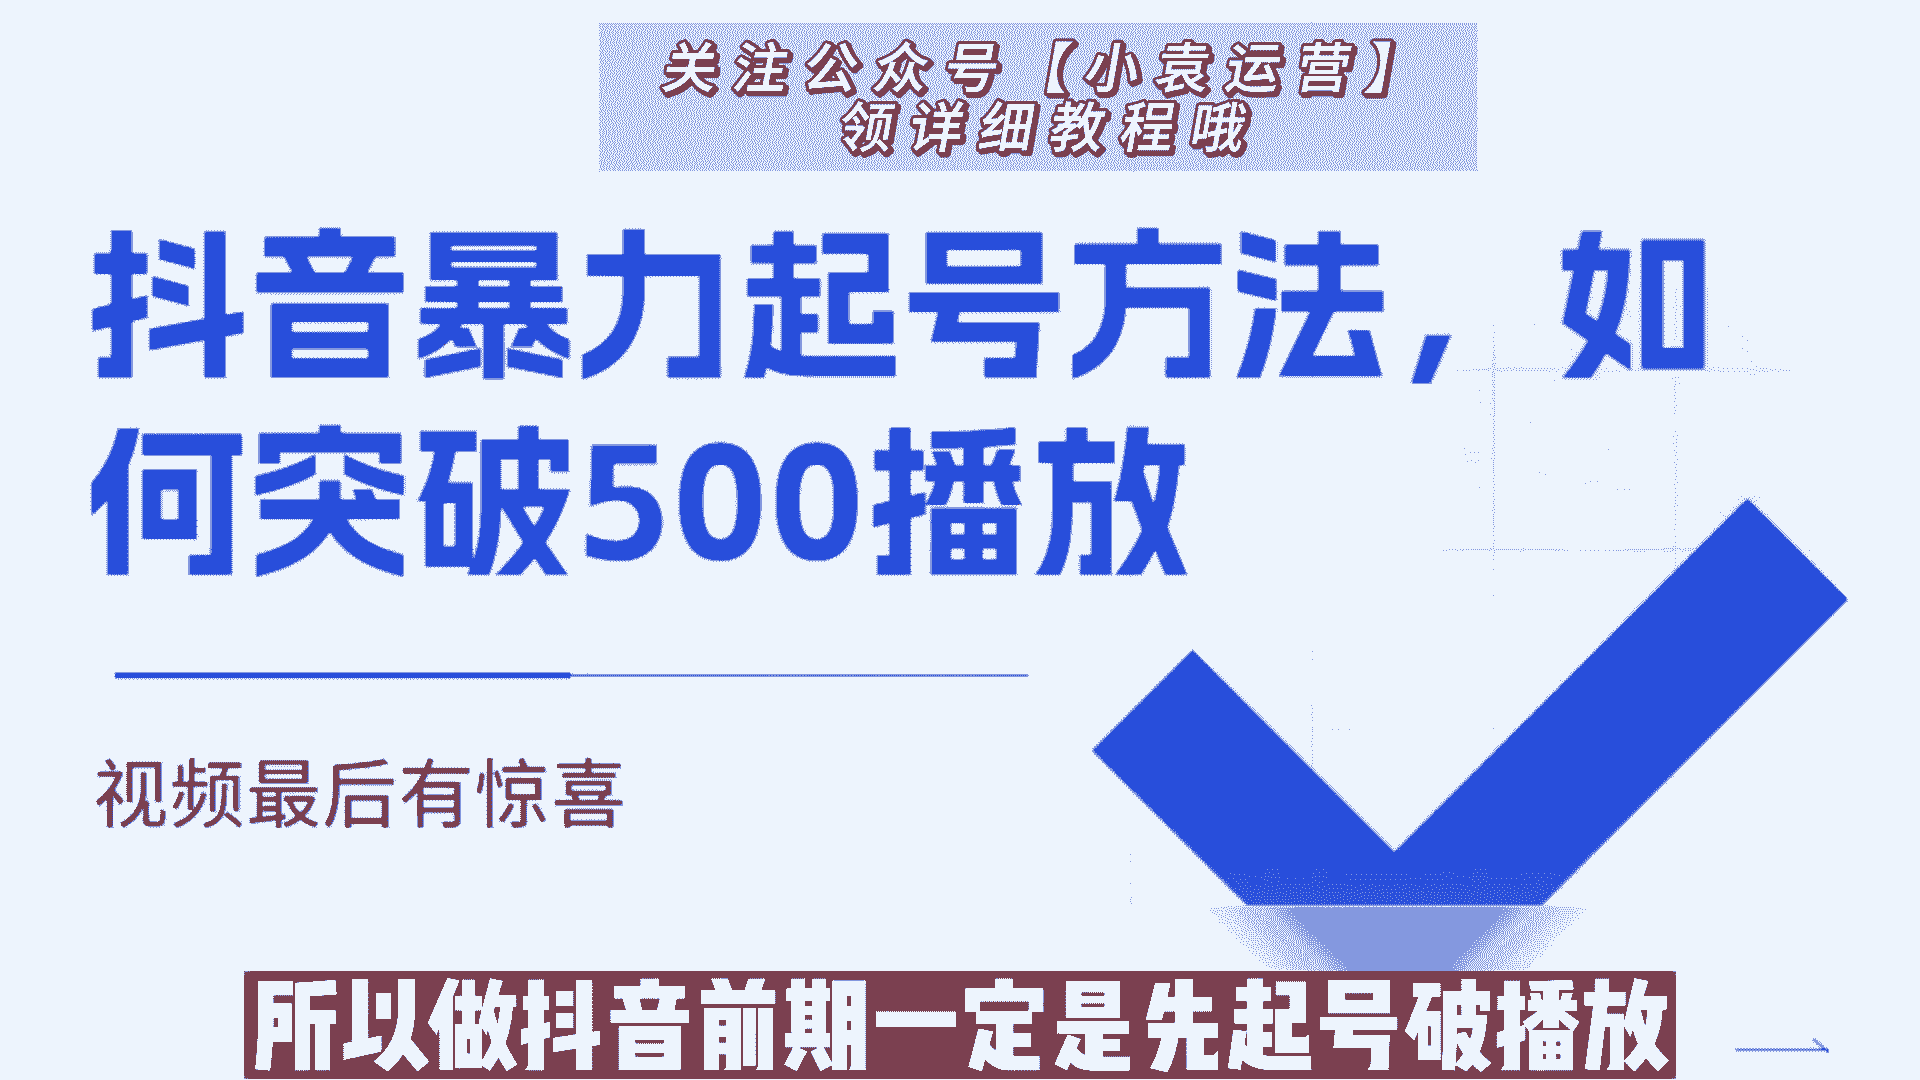 关注公众号【小袁运营】
领详细教程哦
抖音暴力起号方法，如
何突破500播放
视频最后有惊喜
所以做抖音前期一定是先起号破播放